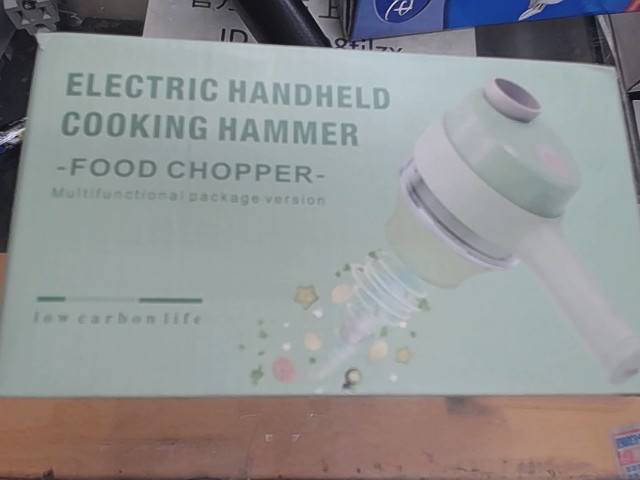 ELECTRIC HANDHELD
COOKING HAMMER
-FOOD CHOPPER-
Multifunctional package version
low carbon life